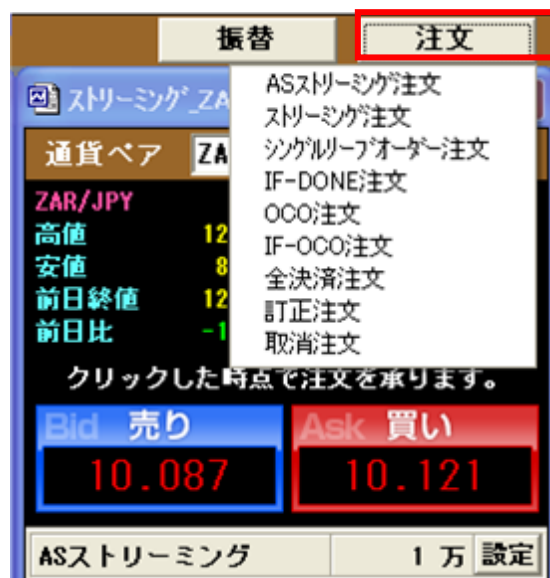 振替 注文
ストリーミング_ZA
ASストリーミング注文
ストリーミング注文
シングルリーブオーダー注文
IF-DONE注文
OCO注文
IF-OCO注文
全決済注文
訂正注文
取消注文
通貨ペア ZA
ZAR/JPY
高値 12
安値 8
前日終値 12
前日比 -1
クリックした時点で注文を承ります。
Bid 売り Ask 買い
10.087 10.121
ASストリーミング 1 万 設定